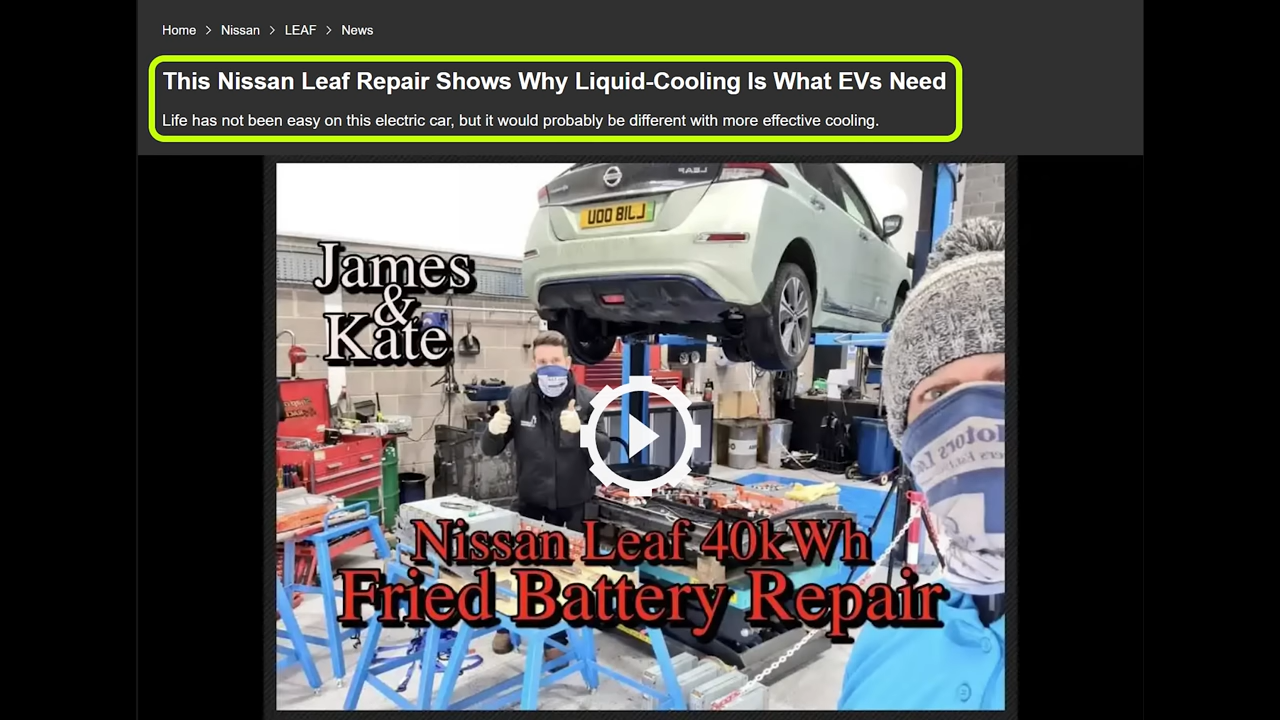 Home > Nissan > LEAF > News
This Nissan Leaf Repair Shows Why Liquid-Cooling Is What EVs Need
Life has not been easy on this electric car, but it would probably be different with more effective cooling.
James
&
Kate
Nissan Leaf 40kWh
Fried Battery Repair